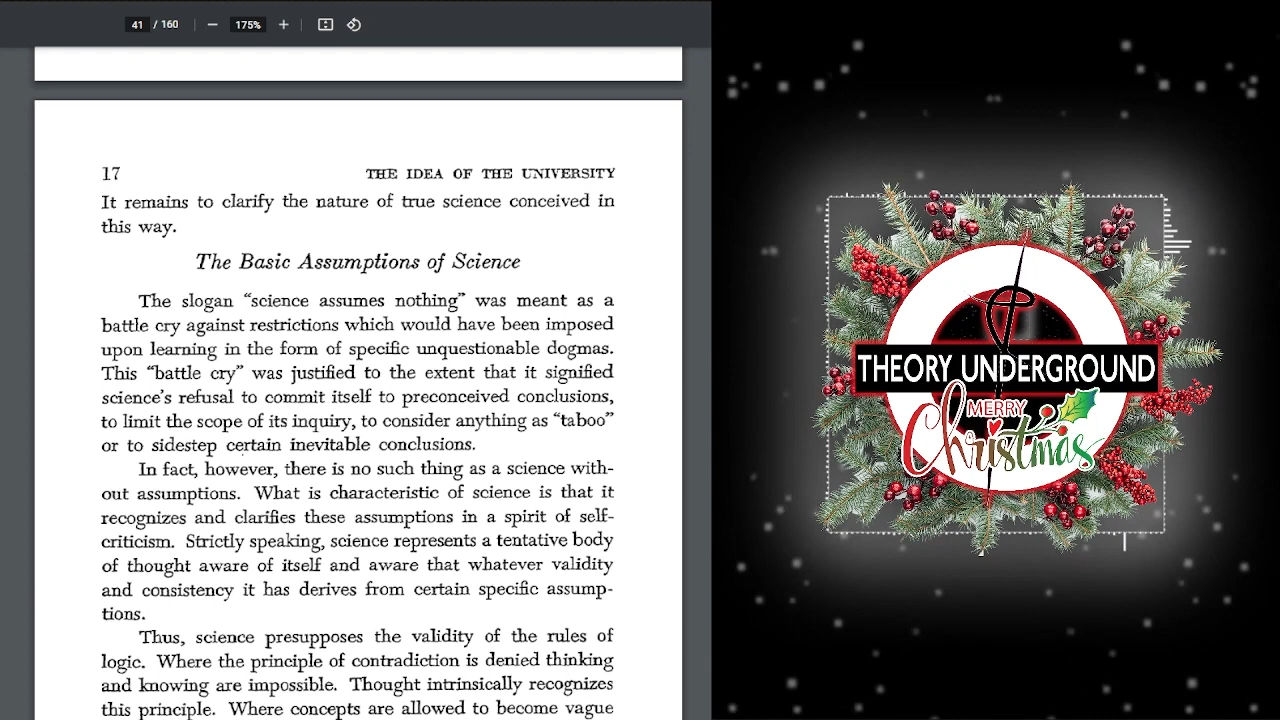 41 / 160
175%
17 THE IDEA OF THE UNIVERSITY
It remains to clarify the nature of true science conceived in
this way.
The Basic Assumptions of Science
The slogan “science assumes nothing” was meant as a
battle cry against restrictions which would have been imposed
upon learning in the form of specific unquestionable dogmas.
This “battle cry” was justified to the extent that it signified
science’s refusal to commit itself to preconceived conclusions,
to limit the scope of its inquiry, to consider anything as “taboo”
or to sidestep certain inevitable conclusions.
In fact, however, there is no such thing as a science with-
out assumptions. What is characteristic of science is that it
recognizes and clarifies these assumptions in a spirit of self-
criticism. Strictly speaking, science represents a tentative body
of thought aware of itself and aware that whatever validity
and consistency it has derives from certain specific assump-
tions.
Thus, science presupposes the validity of the rules of
logic. Where the principle of contradiction is denied thinking
and knowing are impossible. Thought intrinsically recognizes
this principle. Where concepts are allowed to become vague
THEORY UNDERGROUND
MERRY
Christmas